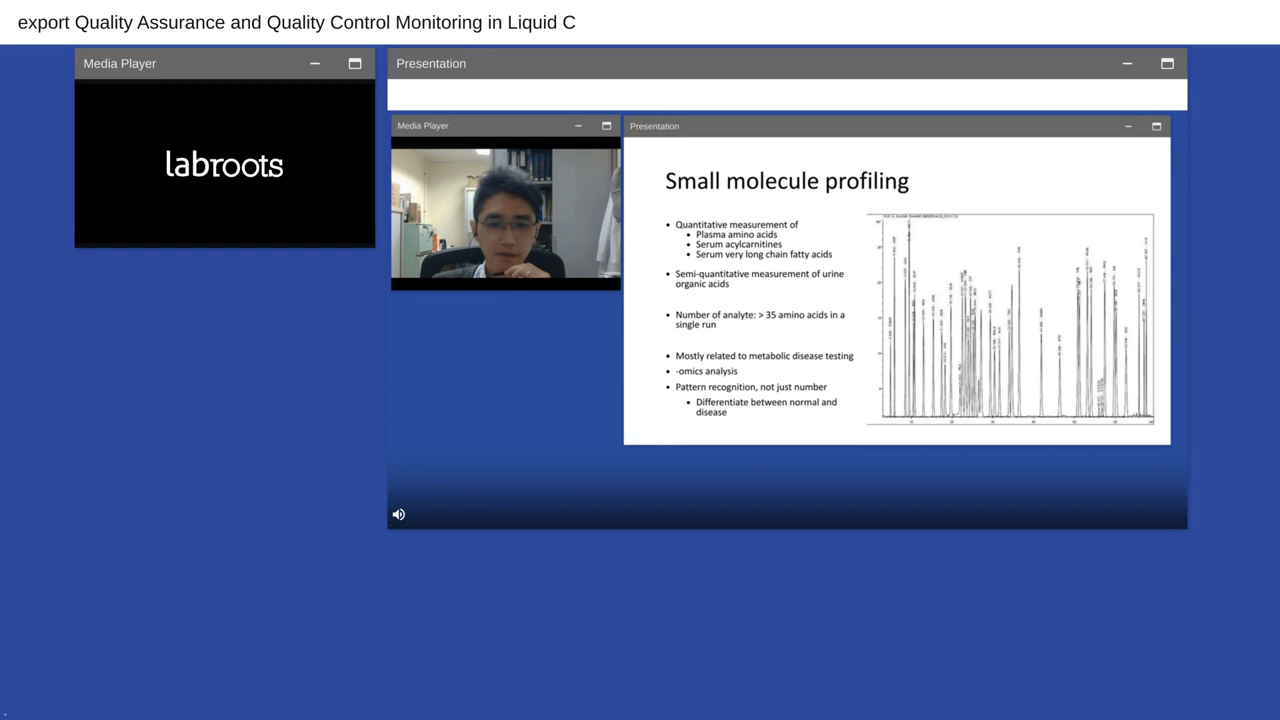 export Quality Assurance and Quality Control Monitoring in Liquid C
Media Player
Presentation
labroots
Media Player
Presentation
Small molecule profiling
• Quantitative measurement of
• Plasma amino acids
• Serum acylcarnitines
• Serum very long chain fatty acids
• Semi-quantitative measurement of urine
organic acids
• Number of analyte: > 35 amino acids in a
single run
• Mostly related to metabolic disease testing
• -omics analysis
• Pattern recognition, not just number
• Differentiate between normal and
disease